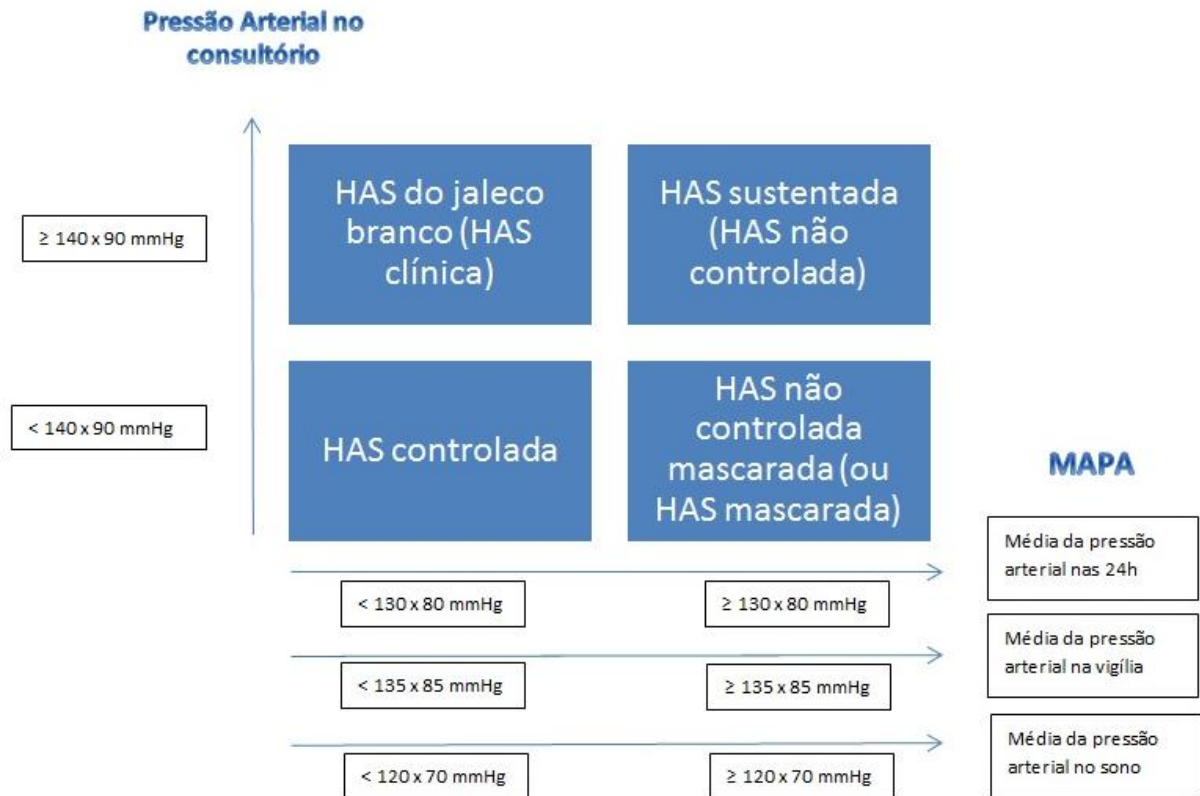 Pressão Arterial no
consultório
≥ 140 x 90 mmHg
HAS do jaleco
branco (HAS
clínica)
HAS sustentada
(HAS não
controlada)
< 140 x 90 mmHg
HAS controlada
HAS não
controlada
mascarada (ou
HAS mascarada)
MAPA
< 130 x 80 mmHg
≥ 130 x 80 mmHg
Média da pressão
arterial nas 24h
< 135 x 85 mmHg
≥ 135 x 85 mmHg
Média da pressão
arterial na vigília
< 120 x 70 mmHg
≥ 120 x 70 mmHg
Média da pressão
arterial no sono